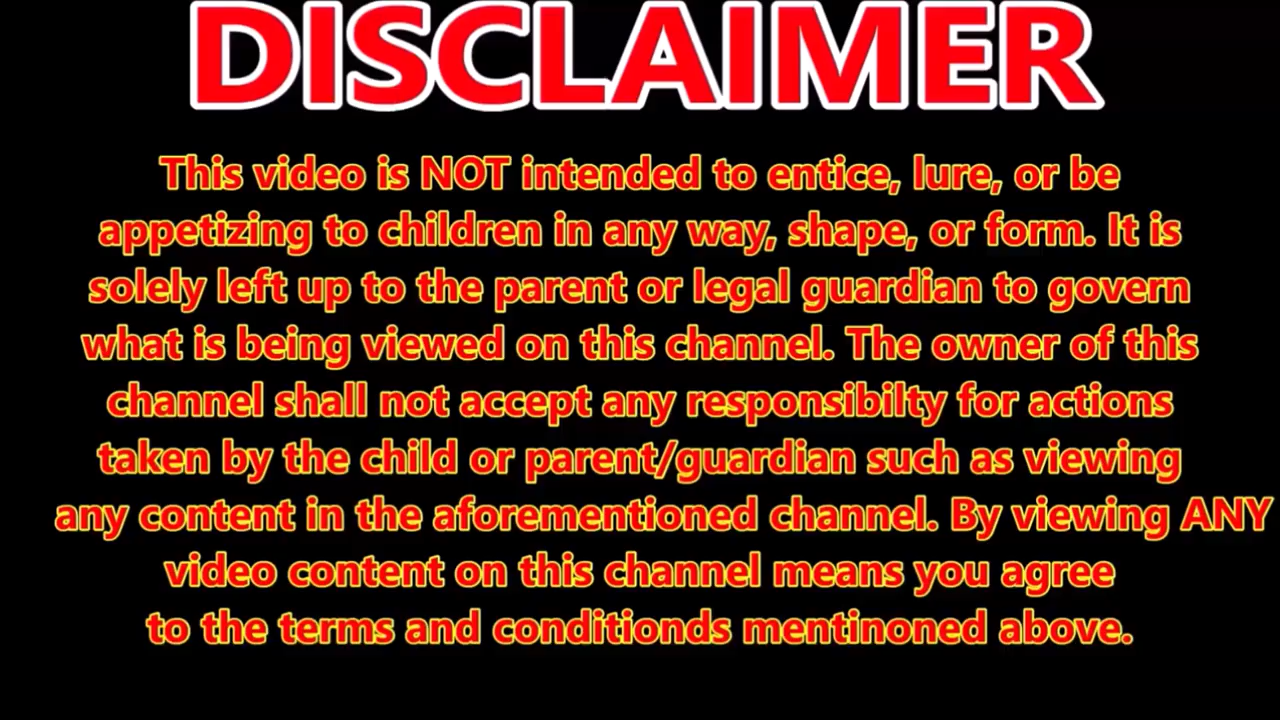 DISCLAIMER
This video is NOT intended to entice, lure, or be
appetizing to children in any way, shape, or form. It is
solely left up to the parent or legal guardian to govern
what is being viewed on this channel. The owner of this
channel shall not accept any responsibilty for actions
taken by the child or parent/guardian such as viewing
any content in the aforementioned channel. By viewing ANY
video content on this channel means you agree
to the terms and conditionds mentinoned above.